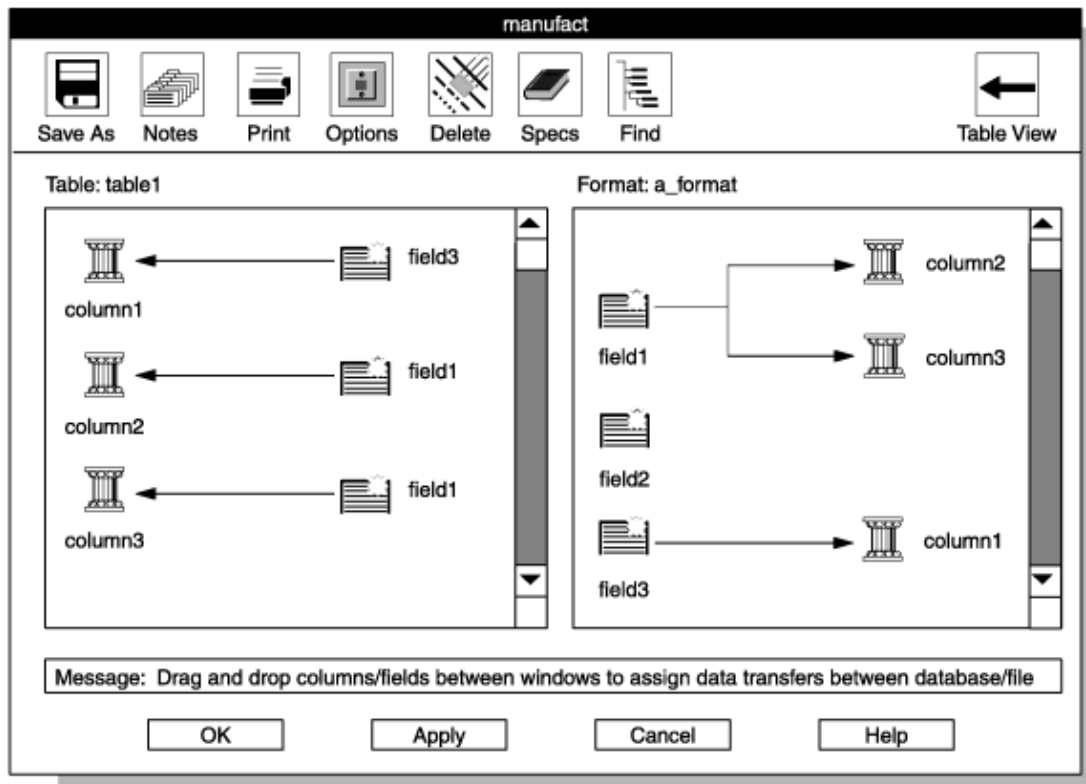 manufact
Save As Notes Print Options Delete Specs Find Table View
Table: table1
field3
column1
field1
column2
field1
column3
Format: a_format
column2
field1
column3
field2
column1
field3
Message: Drag and drop columns/fields between windows to assign data transfers between database/file
OK Apply Cancel Help